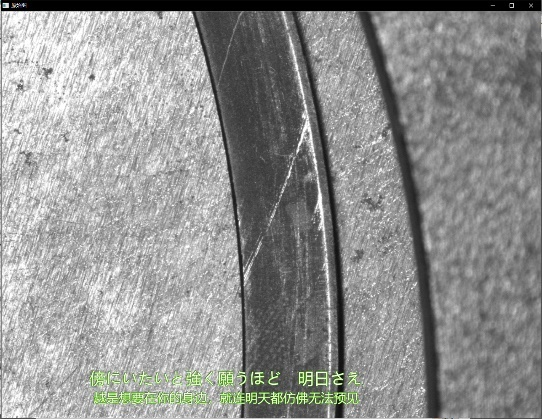 傍にいたいと強く願うほど 明日さえ
越是想要在你的身边 就连明天都仿佛无法预见